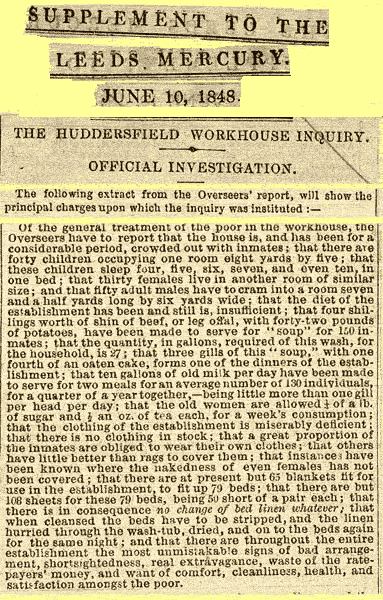 SUPPLEMENT TO THE
LEEDS MERCURY.
JUNE 10, 1848.
THE HUDDERSFIELD WORKHOUSE INQUIRY.
OFFICIAL INVESTIGATION.
The following extract from the Overseers' report, will show the
principal charges upon which the inquiry was instituted :—
Of the general treatment of the poor in the workhouse, the
Overseers have to report that the house is, and has been for a
considerable period, crowded out with inmates ; that there are
forty children occupying one room eight yards by five ; that
these children sleep four, five, six, seven, and even ten, in
one bed ; that thirty females live in another room of similar
size ; and that fifty adult males have to cram into a room seven
and a half yards long by six yards wide ; that the diet of the
establishment has been and still is, insufficient ; that four shil-
lings worth of shin of beef, or leg offal, with forty-two pounds
of potatoes, have been made to serve for "soup" for 150 in-
mates ; that the quantity, in gallons, required of this wash, for
the household, is 27 ; that three gills of this "soup," with one
fourth of an oaten cake, forms one of the dinners of the estab-
lishment ; that ten gallons of old milk per day have been made
to serve for two meals for an average number of 130 individuals,
for a quarter of a year together,—being little more than one gill
per head per day ; that the old women are allowed ¼ of a lb.
of sugar and ½ an oz. of tea each, for a week's consumption ;
that the clothing of the establishment is miserably deficient ;
that there is no clothing in stock ; that a great proportion of
the inmates are obliged to wear their own clothes ; that others
have little better than rags to cover them ; that instances have
been known where the nakedness of even females has not
been covered ; that there are at present but 65 blankets fit for
use in the establishment, to fit up 79 beds ; that there are but
108 sheets for these 79 beds, being 50 short of a pair each ; that
there is in consequence no change of bed linen whatever ; that
when cleansed the beds have to be stripped, and the linen
hurried through the wash-tub, dried, and on to the beds again
for the same night ; and that there are throughout the entire
establishment the most unmistakable signs of bad arrange-
ment, shortsightedness, real extravagance, waste of the rate-
payers' money, and want of comfort, cleanliness, health, and
satisfaction amongst the poor.